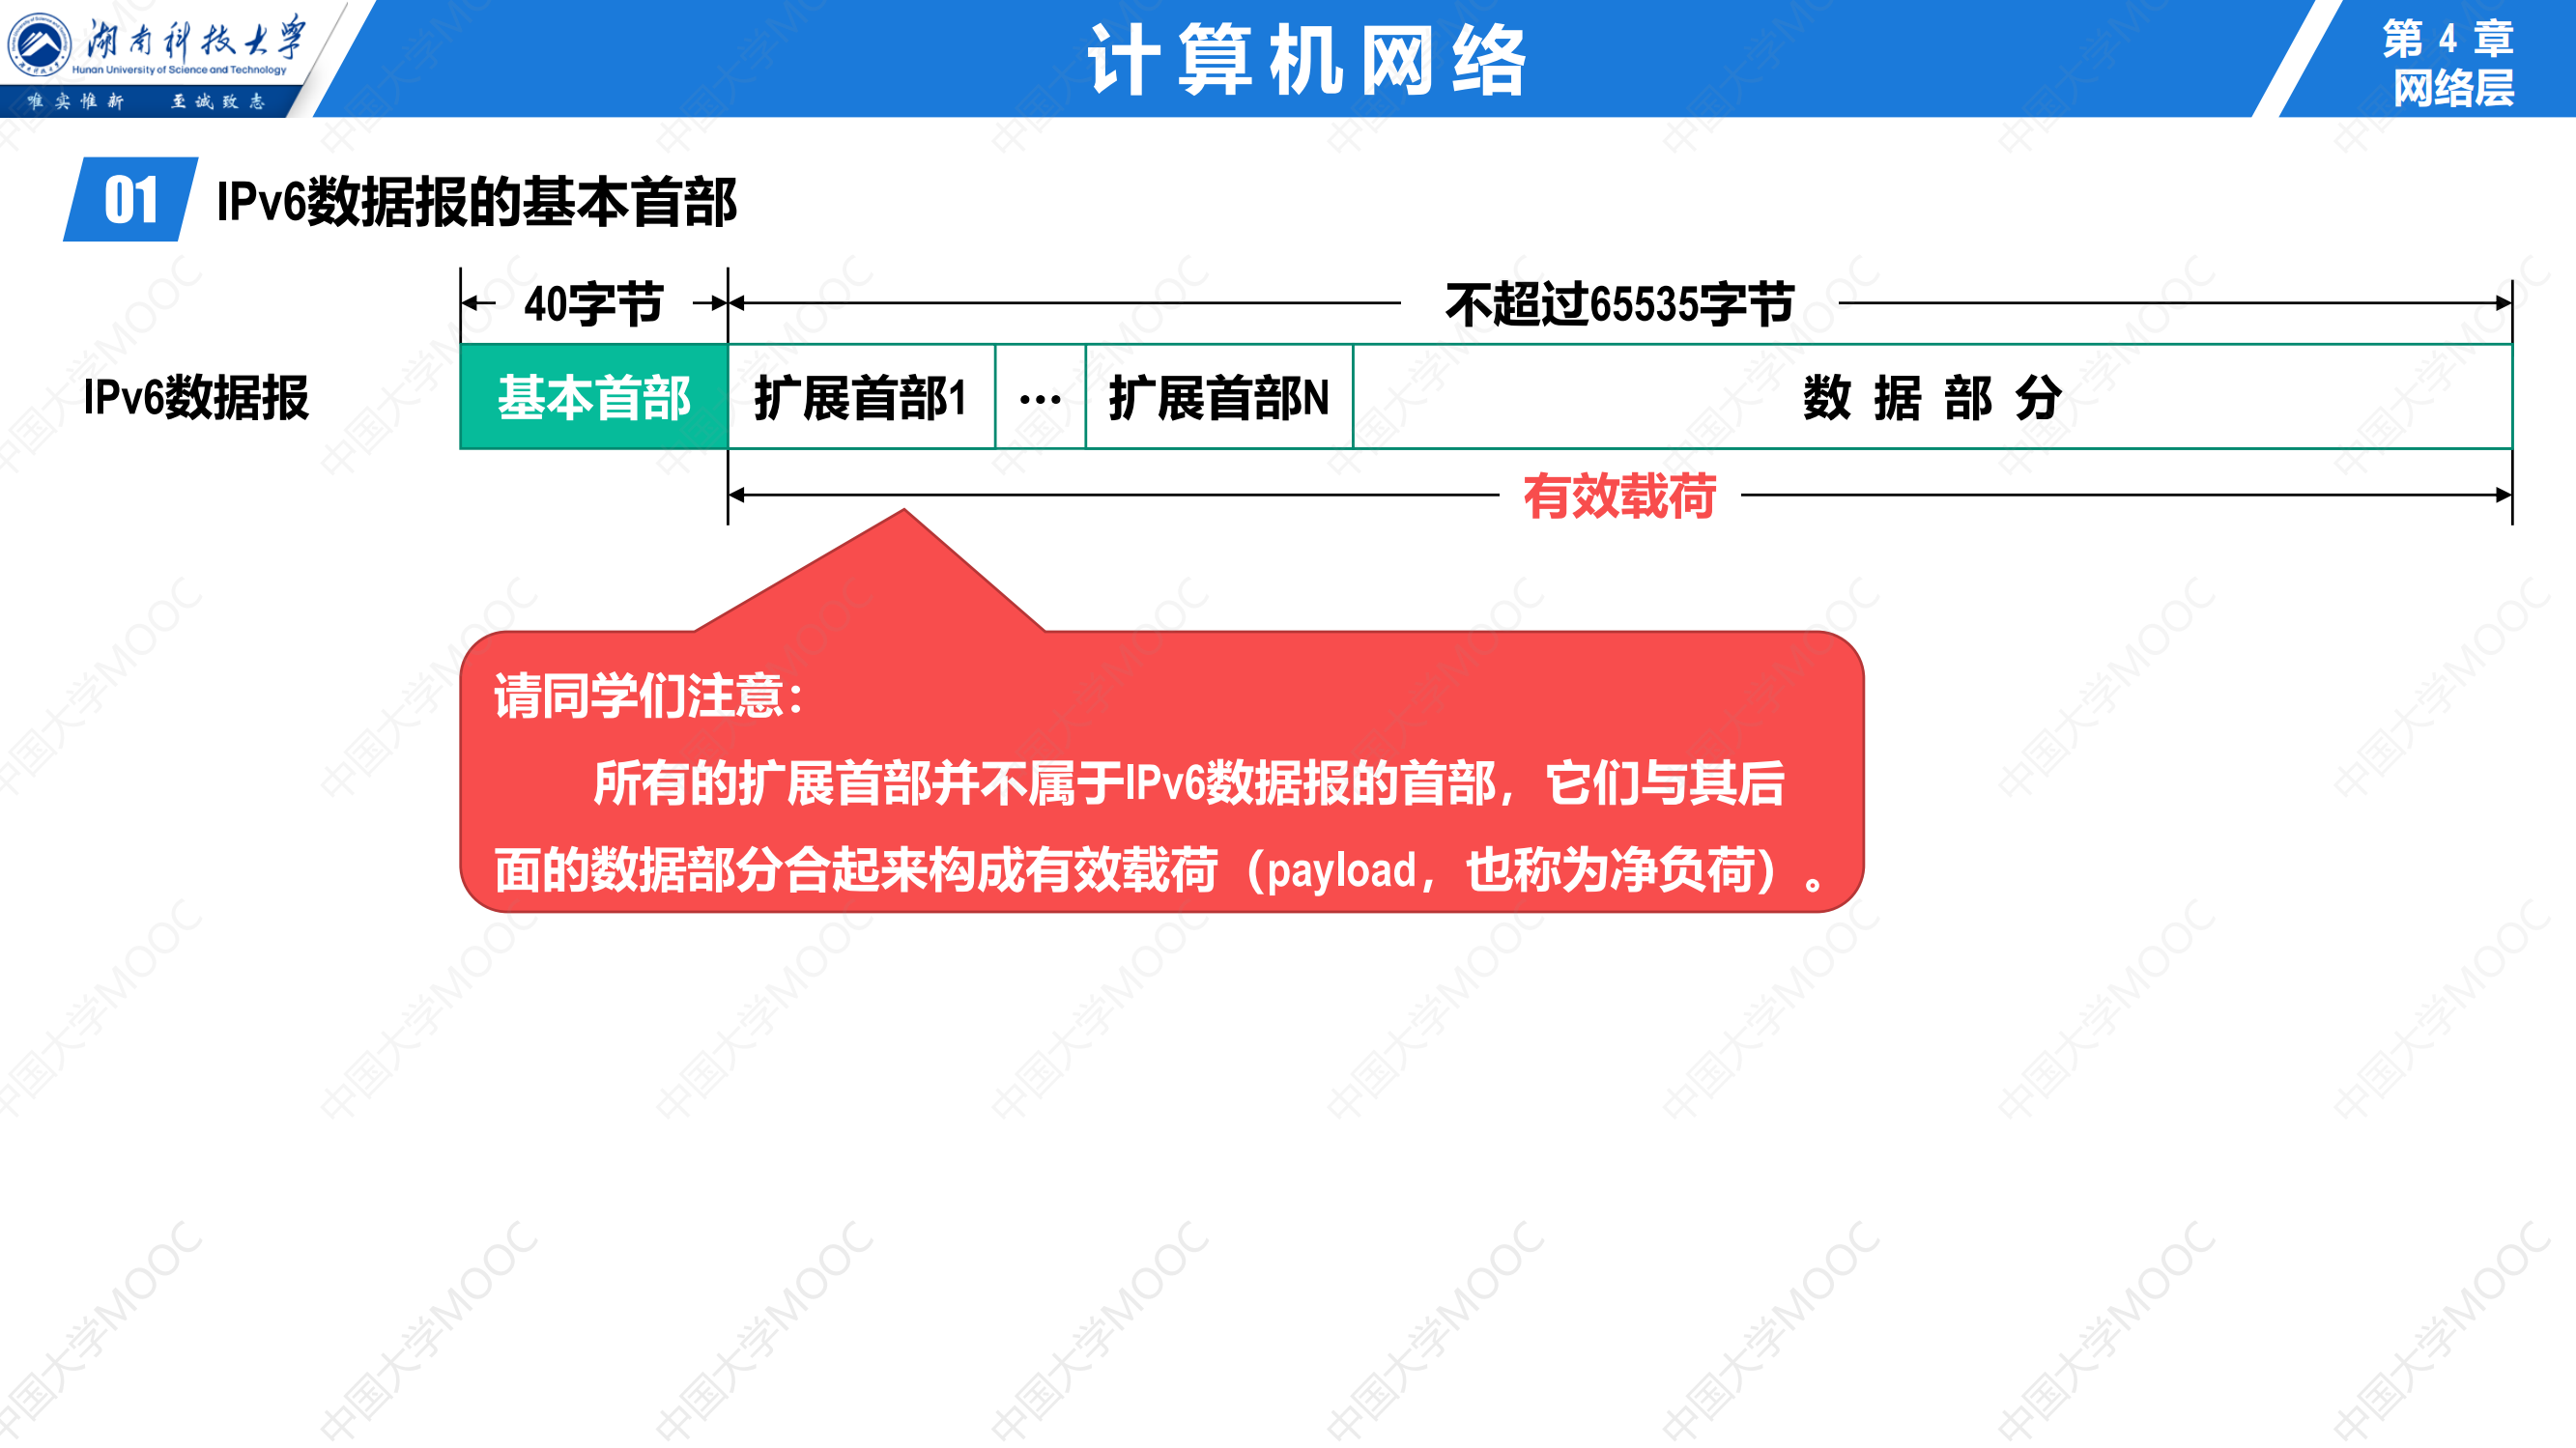 湖南科技大学
Hunan University of Science and Technology
唯实惟新 至诚致志
计算机网络
第 4 章
网络层
01 IPv6数据报的基本首部
40字节 不超过65535字节
IPv6数据报 基本首部 扩展首部1 … 扩展首部N 数据部分
有效载荷
请同学们注意：
所有的扩展首部并不属于IPv6数据报的首部，它们与其后
面的数据部分合起来构成有效载荷（payload，也称为净负荷）。
中国大学MOOC